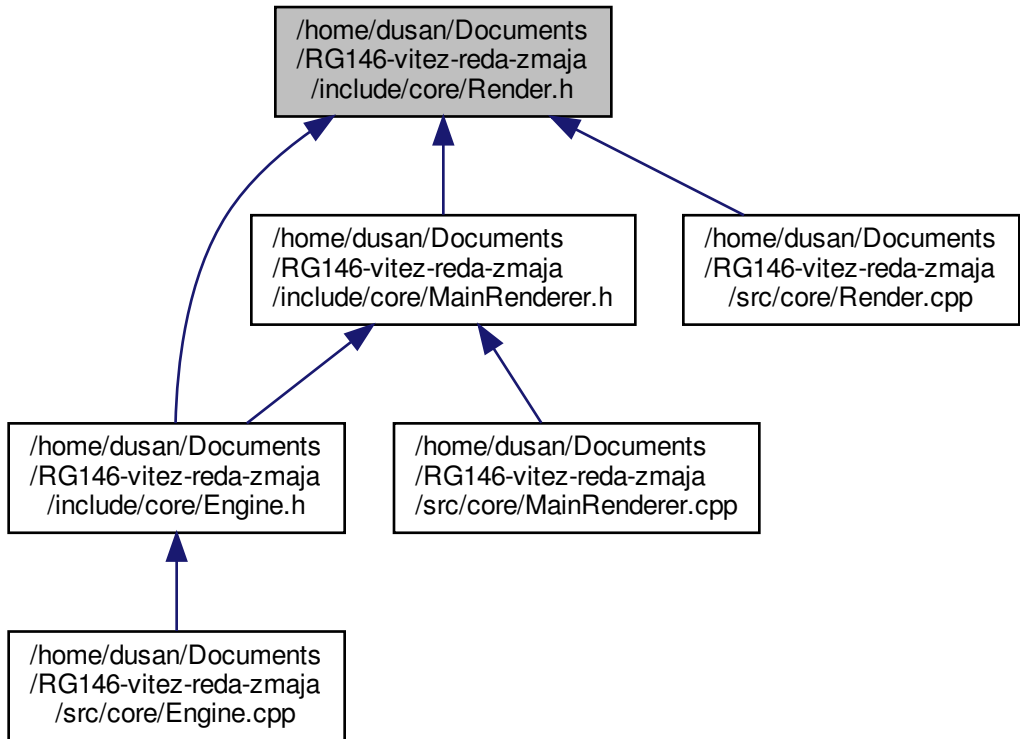 /home/dusan/Documents
/RG146-vitez-reda-zmaja
/include/core/Render.h
/home/dusan/Documents
/RG146-vitez-reda-zmaja
/include/core/MainRenderer.h
/home/dusan/Documents
/RG146-vitez-reda-zmaja
/src/core/Render.cpp
/home/dusan/Documents
/RG146-vitez-reda-zmaja
/include/core/Engine.h
/home/dusan/Documents
/RG146-vitez-reda-zmaja
/src/core/MainRenderer.cpp
/home/dusan/Documents
/RG146-vitez-reda-zmaja
/src/core/Engine.cpp